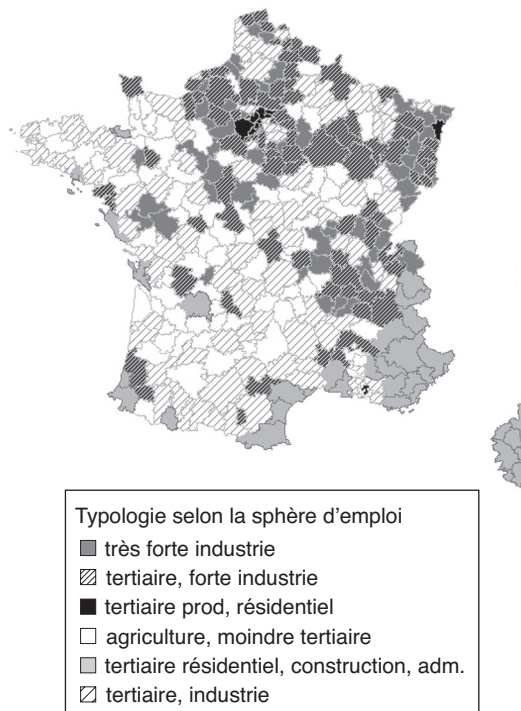 Typologie selon la sphère d'emploi
très forte industrie
tertiaire, forte industrie
tertiaire prod, résidentiel
agriculture, moindre tertiaire
tertiaire résidentiel, construction, adm.
tertiaire, industrie